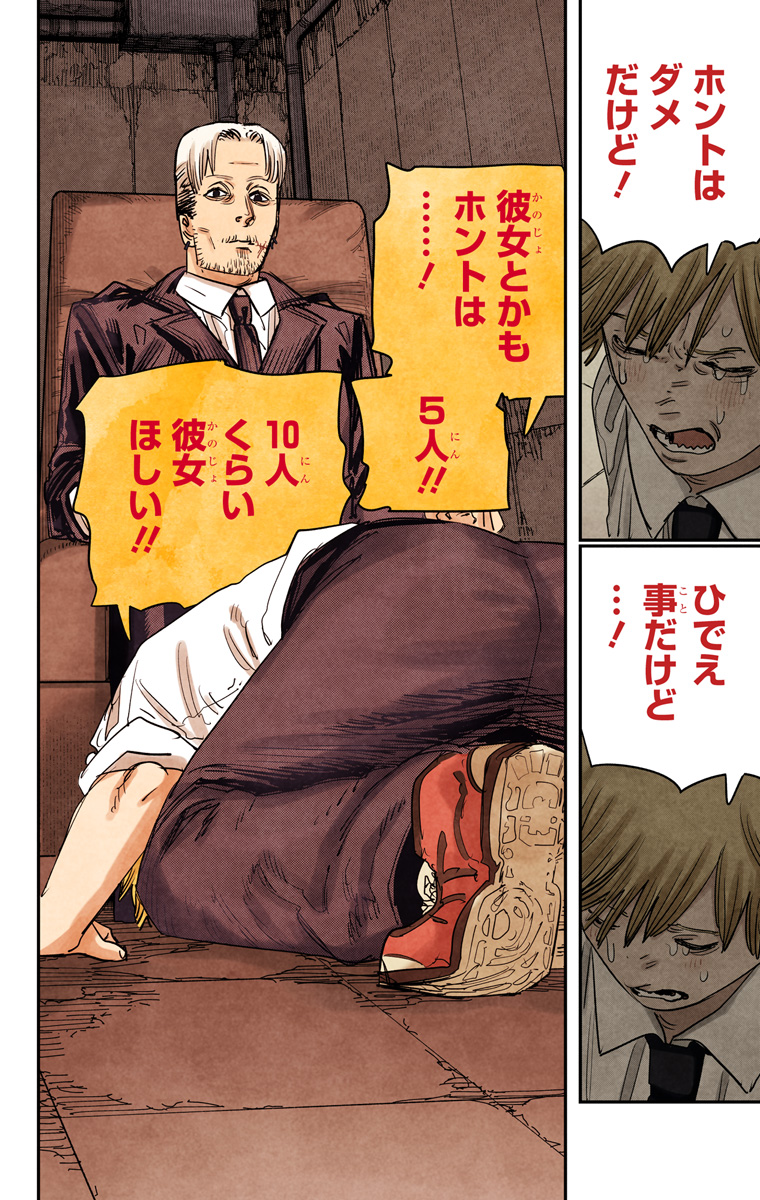 ホントは
ダメ
だけど！
ひでえ
事だけど
…！
彼女とかも
ホントは
……！
5人!!
10人
くらい
彼女
ほしい!!